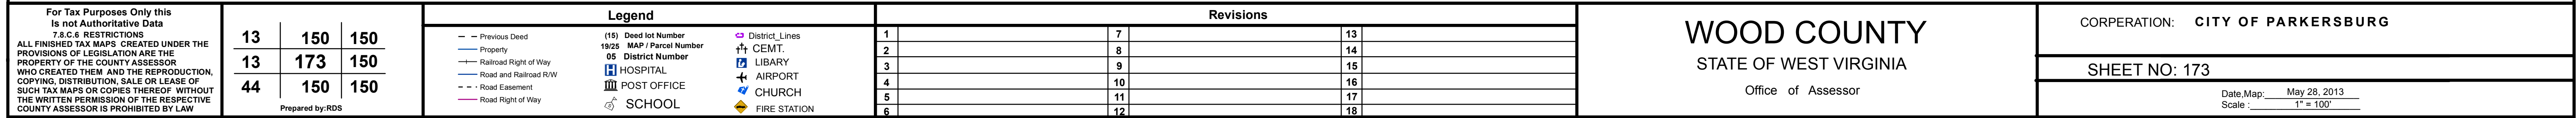 For Tax Purposes Only this
Is not Authoritative Data
7.8.C.6 RESTRICTIONS
ALL FINISHED TAX MAPS CREATED UNDER THE
PROVISIONS OF LEGISLATION ARE THE
PROPERTY OF THE COUNTY ASSESSOR
WHO CREATED THEM AND THE REPRODUCTION,
COPYING, DISTRIBUTION, SALE OR LEASE OF
SUCH TAX MAPS OR COPIES THEREOF WITHOUT
THE WRITTEN PERMISSION OF THE RESPECTIVE
COUNTY ASSESSOR IS PROHIBITED BY LAW
13 150 150
13 173 150
44 150 150
Prepared by:RDS
Legend
Previous Deed
Property
Railroad Right of Way
Road and Railroad R/W
Road Easement
Road Right of Way
(15) Deed lot Number
19/25 MAP / Parcel Number
05 District Number
H HOSPITAL
POST OFFICE
SCHOOL
District_Lines
CEMT.
LIBARY
AIRPORT
CHURCH
FIRE STATION
Revisions
1 7 13
2 8 14
3 9 15
4 10 16
5 11 17
6 12 18
WOOD COUNTY
STATE OF WEST VIRGINIA
Office of Assessor
CORPERATION: CITY OF PARKERSBURG
SHEET NO: 173
Date,Map: May 28, 2013
Scale : 1" = 100'